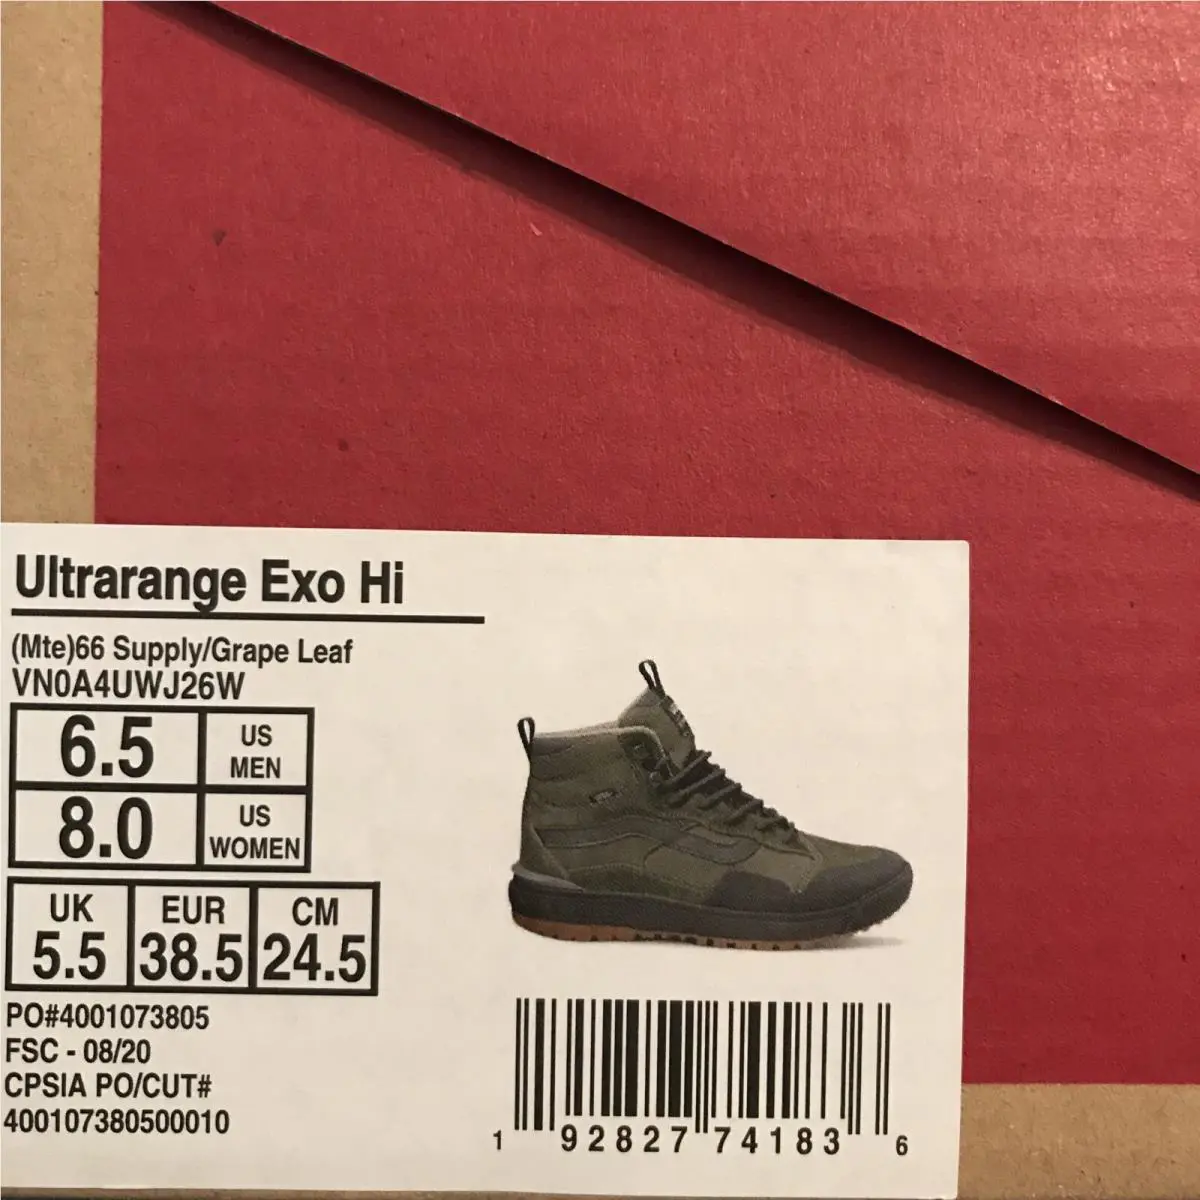 Ultrarange Exo Hi
(Mte)66 Supply/Grape Leaf
VN0A4UWJ26W
6.5 US MEN
8.0 US WOMEN
UK EUR CM
5.5 38.5 24.5
PO#4001073805
FSC - 08/20
CPSIA PO/CUT#
400107380500010
1 92827 74183 6